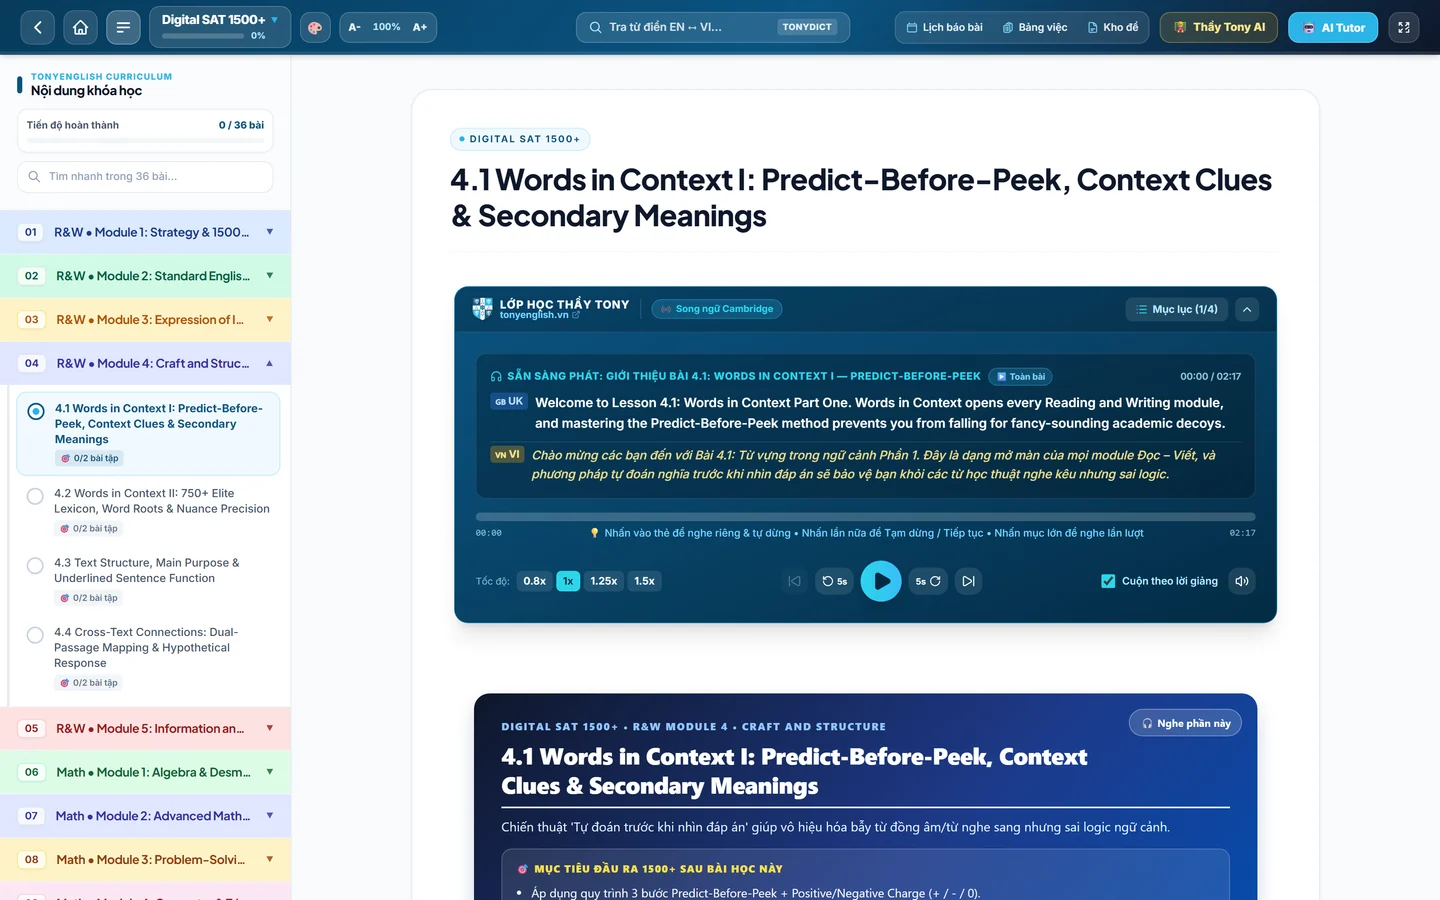 Digital SAT 1500+ ▼
0%
A- 100% A+
Tra từ điển EN ↔ VI... TONYDICT
Lịch báo bài Bảng việc Kho đề
Thầy Tony AI
AI Tutor
TONYENGLISH CURRICULUM
Nội dung khóa học
Tiến độ hoàn thành 0 / 36 bài
Tìm nhanh trong 36 bài...
01 R&W • Module 1: Strategy & 1500... ▼
02 R&W • Module 2: Standard Englis... ▼
03 R&W • Module 3: Expression of I... ▼
04 R&W • Module 4: Craft and Struc... ▲
4.1 Words in Context I: Predict-Before-
Peek, Context Clues & Secondary
Meanings
0/2 bài tập
4.2 Words in Context II: 750+ Elite
Lexicon, Word Roots & Nuance Precision
0/2 bài tập
4.3 Text Structure, Main Purpose &
Underlined Sentence Function
0/2 bài tập
4.4 Cross-Text Connections: Dual-
Passage Mapping & Hypothetical
Response
0/2 bài tập
05 R&W • Module 5: Information an... ▼
06 Math • Module 1: Algebra & Desm... ▼
07 Math • Module 2: Advanced Math... ▼
08 Math • Module 3: Problem-Solvi... ▼
DIGITAL SAT 1500+
4.1 Words in Context I: Predict-Before-Peek, Context Clues
& Secondary Meanings
LỚP HỌC THẦY TONY
tonyenglish.vn
Song ngữ Cambridge
Mục lục (1/4)
SẴN SÀNG PHÁT: GIỚI THIỆU BÀI 4.1: WORDS IN CONTEXT I — PREDICT-BEFORE-PEEK Toàn bài 00:00 / 02:17
GB UK Welcome to Lesson 4.1: Words in Context Part One. Words in Context opens every Reading and Writing module,
and mastering the Predict-Before-Peek method prevents you from falling for fancy-sounding academic decoys.
VN VI Chào mừng các bạn đến với Bài 4.1: Từ vựng trong ngữ cảnh Phần 1. Đây là dạng mở màn của mọi module Đọc – Viết, và
phương pháp tự đoán nghĩa trước khi nhìn đáp án sẽ bảo vệ bạn khỏi các từ học thuật nghe kêu nhưng sai logic.
00:00 Nhấn vào thẻ để nghe riêng & tự dừng • Nhấn lần nữa để Tạm dừng / Tiếp tục • Nhấn mục lớn để nghe lần lượt 02:17
Tốc độ: 0.8x 1x 1.25x 1.5x
5s 5s
Cuộn theo lời giảng
DIGITAL SAT 1500+ • R&W MODULE 4 • CRAFT AND STRUCTURE
Nghe phần này
4.1 Words in Context I: Predict-Before-Peek, Context
Clues & Secondary Meanings
Chiến thuật 'Tự đoán trước khi nhìn đáp án' giúp vô hiệu hóa bẫy từ đồng âm/từ nghe sang nhưng sai logic ngữ cảnh.
MỤC TIÊU ĐẦU RA 1500+ SAU BÀI HỌC NÀY
• Áp dụng quy trình 3 bước Predict-Before-Peek + Positive/Negative Charge (+ / - / 0).